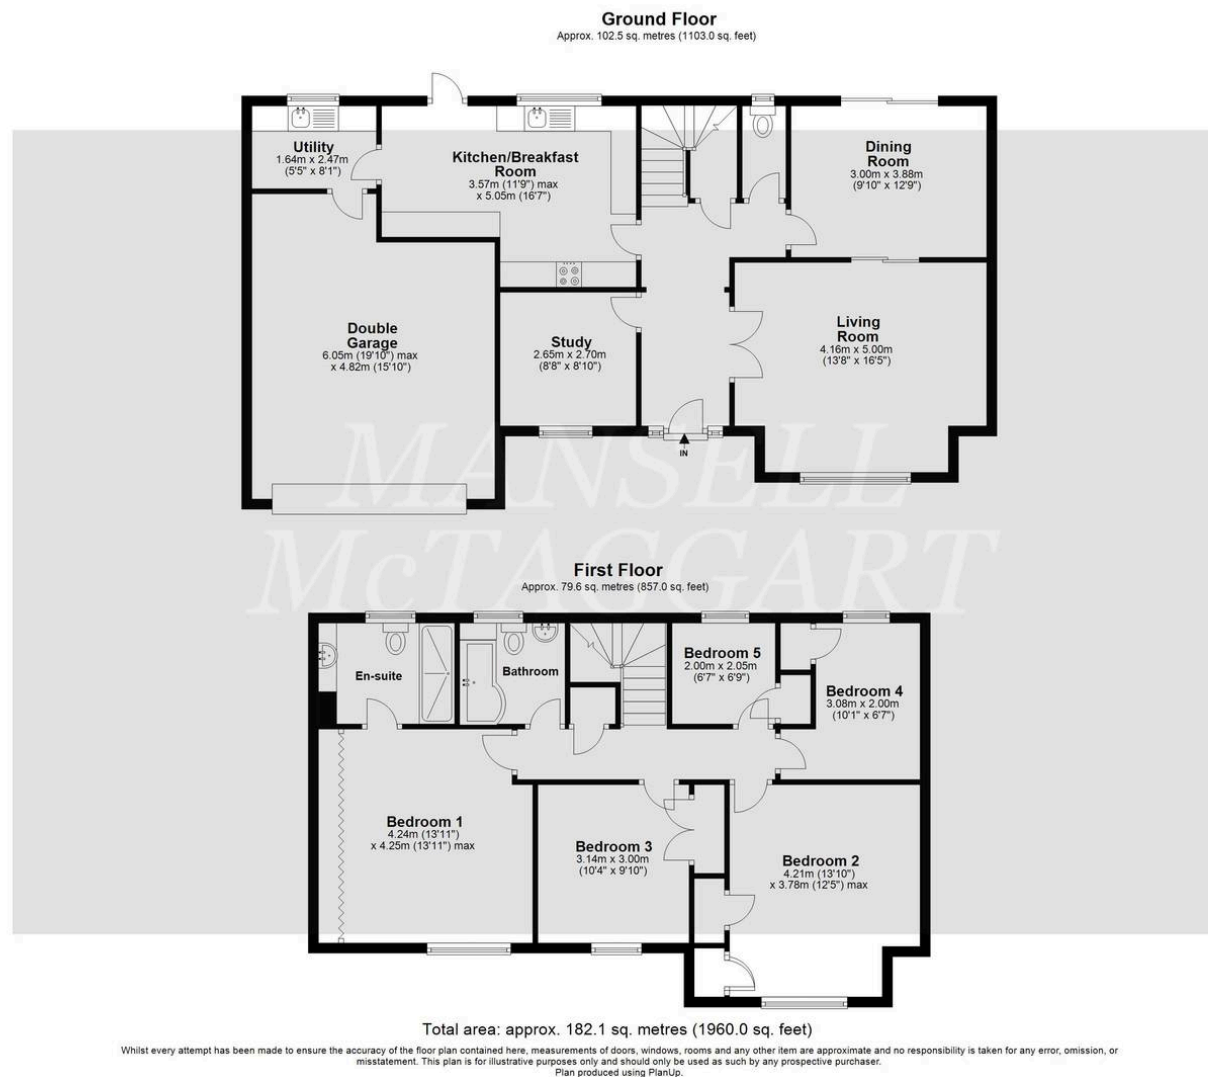 Ground Floor
Approx. 102.5 sq. metres (1103.0 sq. feet)
Utility
1.64m x 2.47m
(5'5" x 8'1")
Kitchen/Breakfast
Room
3.57m (11'9") max
x 5.05m (16'7")
Dining
Room
3.00m x 3.88m
(9'10" x 12'9")
Double
Garage
6.05m (19'10") max
x 4.82m (15'10")
Study
2.65m x 2.70m
(8'8" x 8'10")
Living
Room
4.16m x 5.00m
(13'8" x 16'5")
IN
MANSELL
McTAGGART
First Floor
Approx. 79.6 sq. metres (857.0 sq. feet)
En-suite
Bathroom
Bedroom 5
2.00m x 2.05m
(6'7" x 6'9")
Bedroom 4
3.08m x 2.00m
(10'1" x 6'7")
Bedroom 1
4.24m (13'11")
x 4.25m (13'11") max
Bedroom 3
3.14m x 3.00m
(10'4" x 9'10")
Bedroom 2
4.21m (13'10")
x 3.78m (12'5") max
Total area: approx. 182.1 sq. metres (1960.0 sq. feet)
Whilst every attempt has been made to ensure the accuracy of the floor plan contained here, measurements of doors, windows, rooms and any other item are approximate and no responsibility is taken for any error, omission, or
misstatement. This plan is for illustrative purposes only and should only be used as such by any prospective purchaser.
Plan produced using PlanUp.